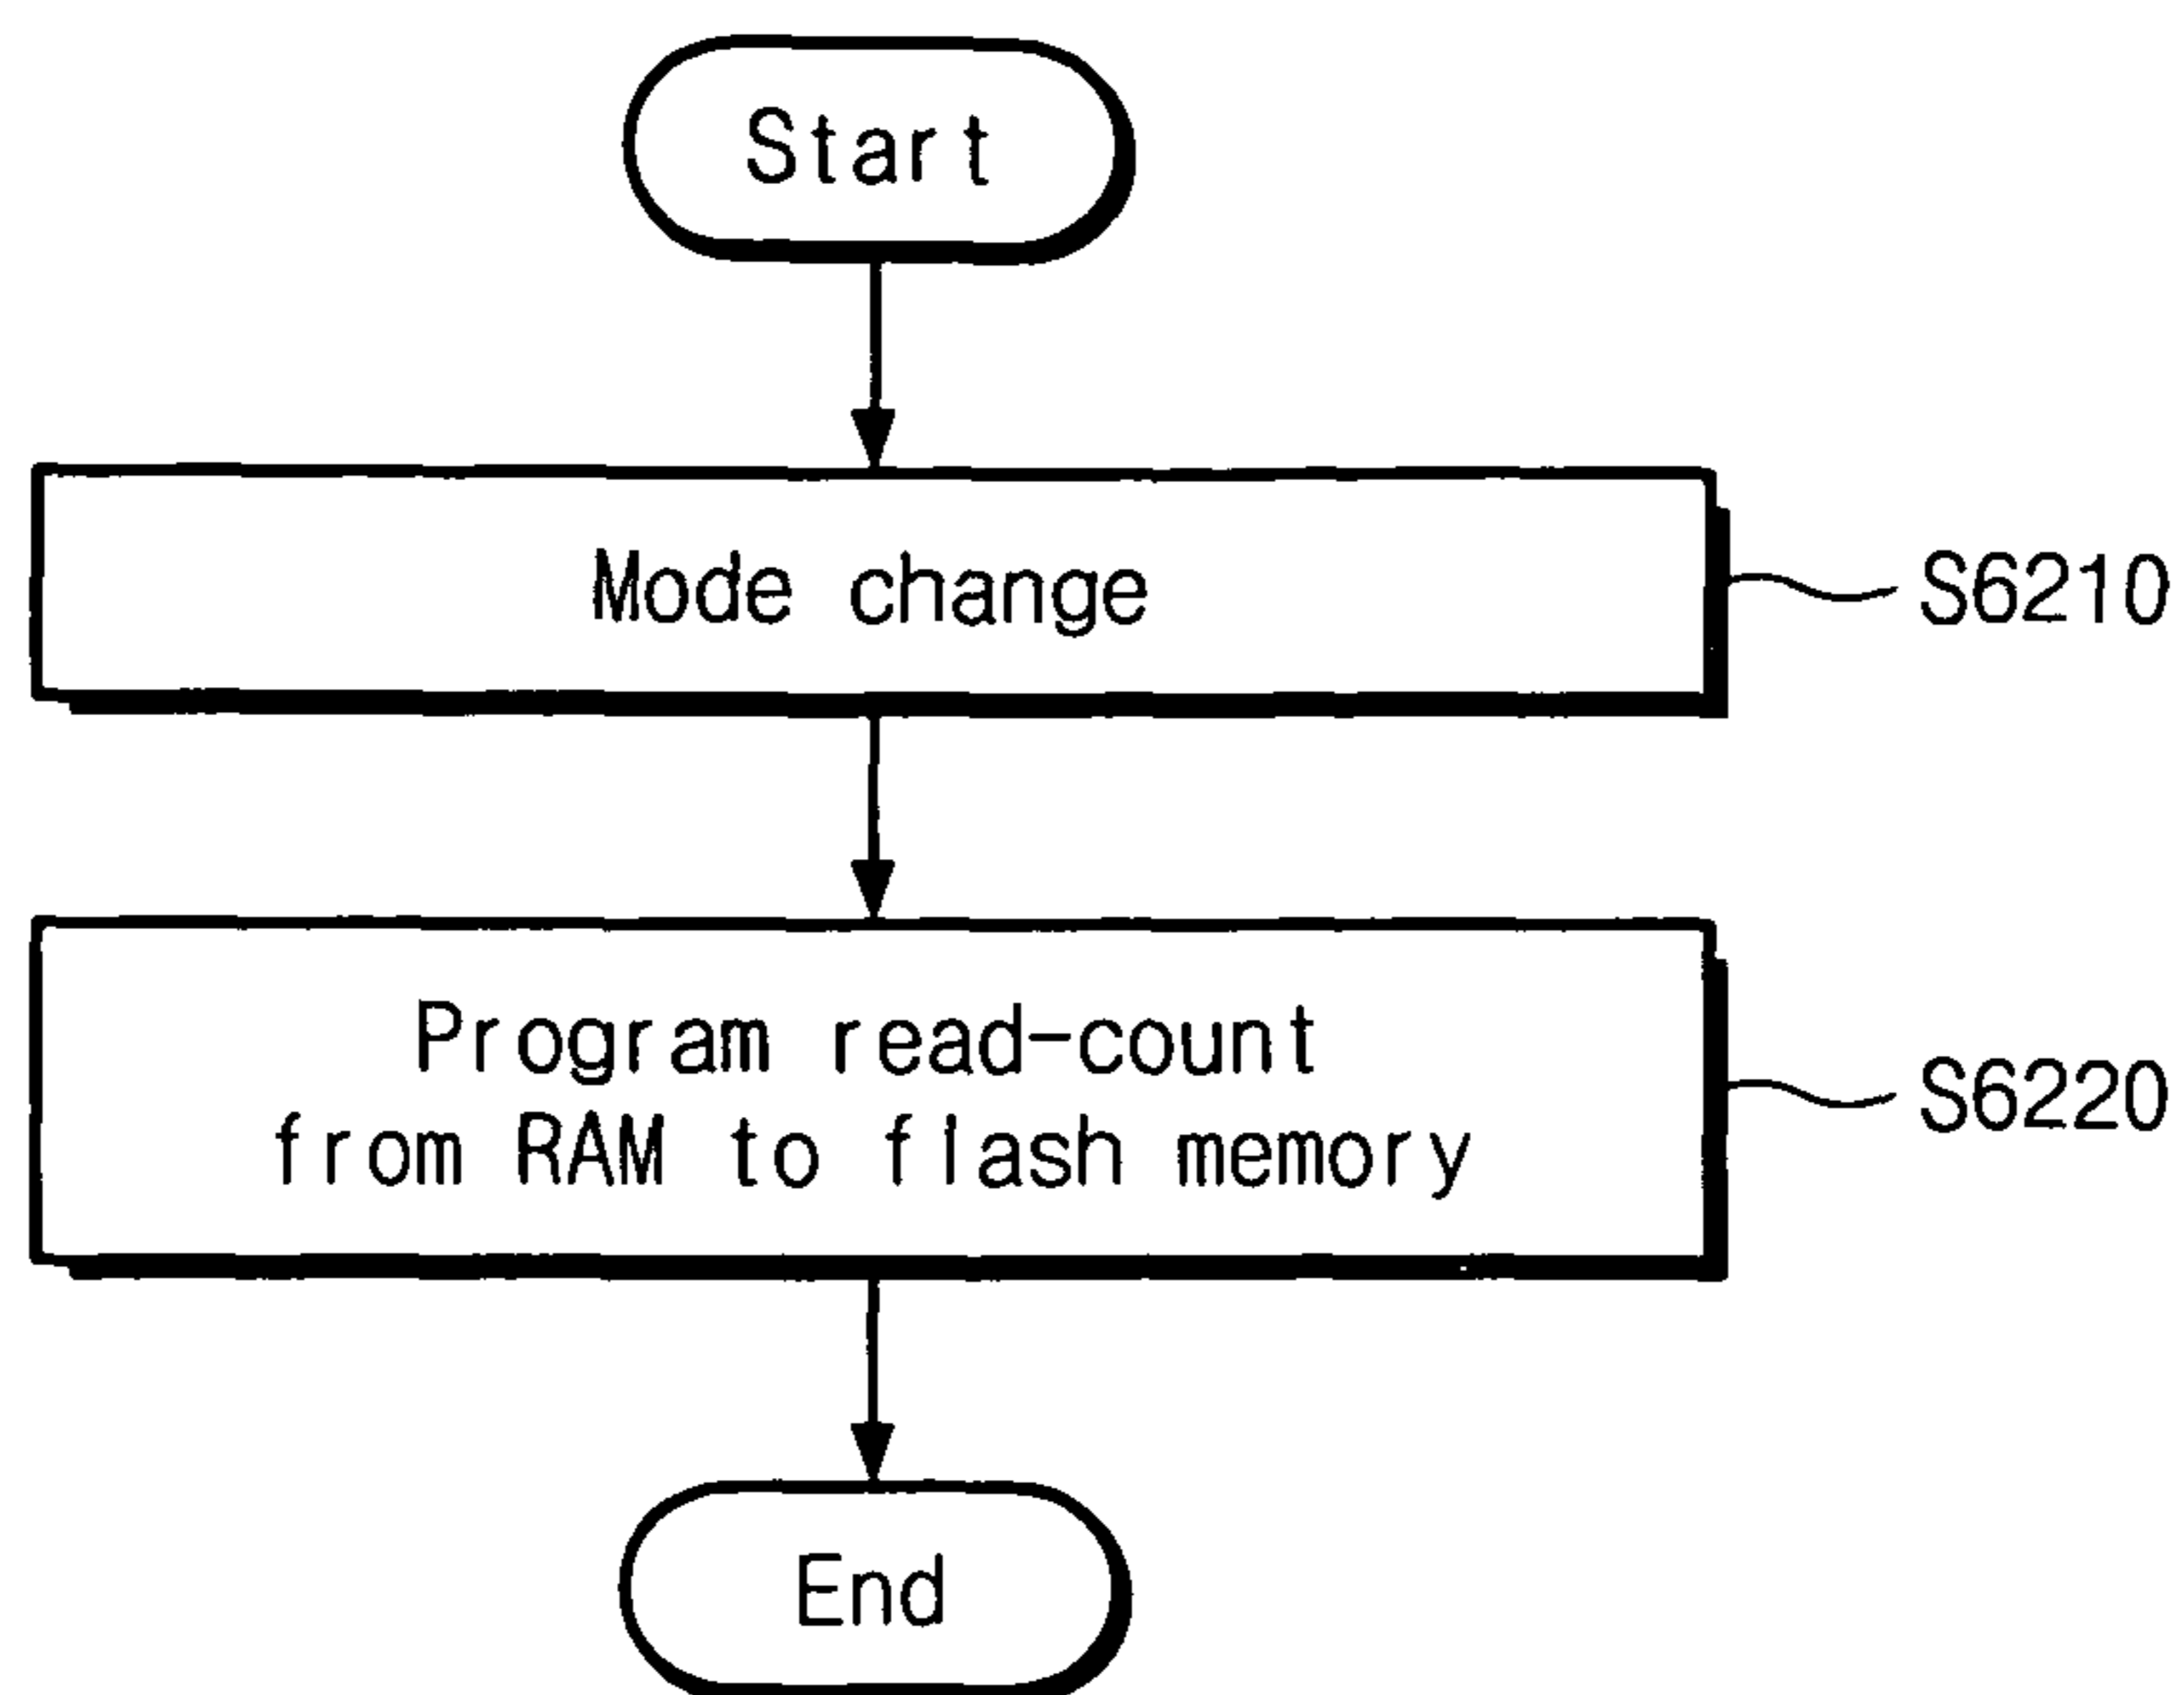 Start
Mode change
S6210
Program read-count
from RAM to flash memory
S6220
End